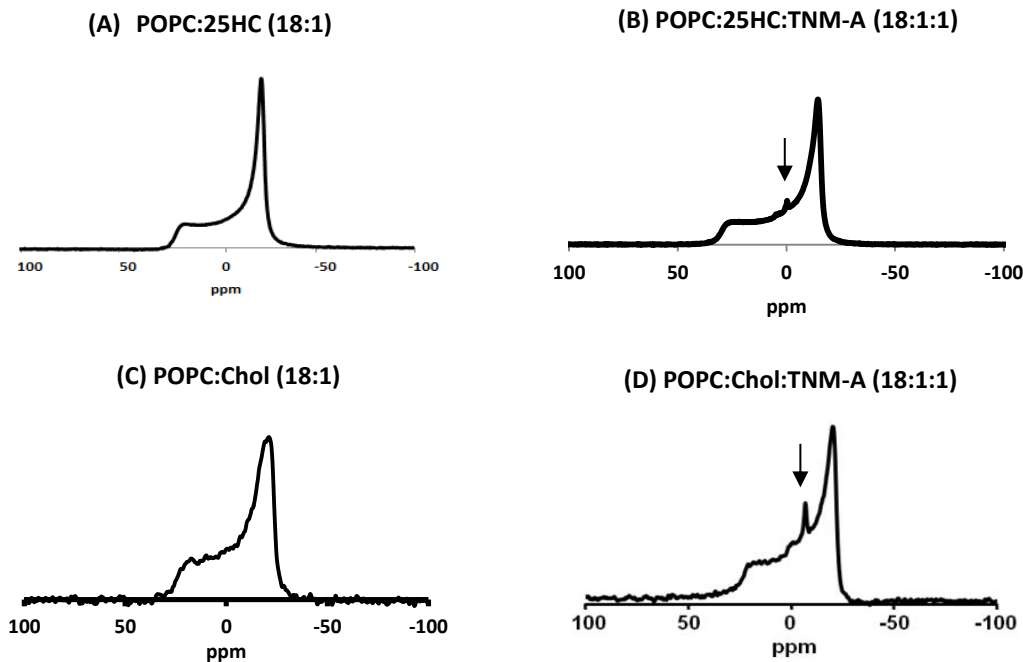 (A) POPC:25HC (18:1)
100 50 0 -50 -100
ppm
(B) POPC:25HC:TNM-A (18:1:1)
100 50 0 -50 -100
ppm
(C) POPC:Chol (18:1)
100 50 0 -50 -100
ppm
(D) POPC:Chol:TNM-A (18:1:1)
100 50 0 -50 -100
ppm